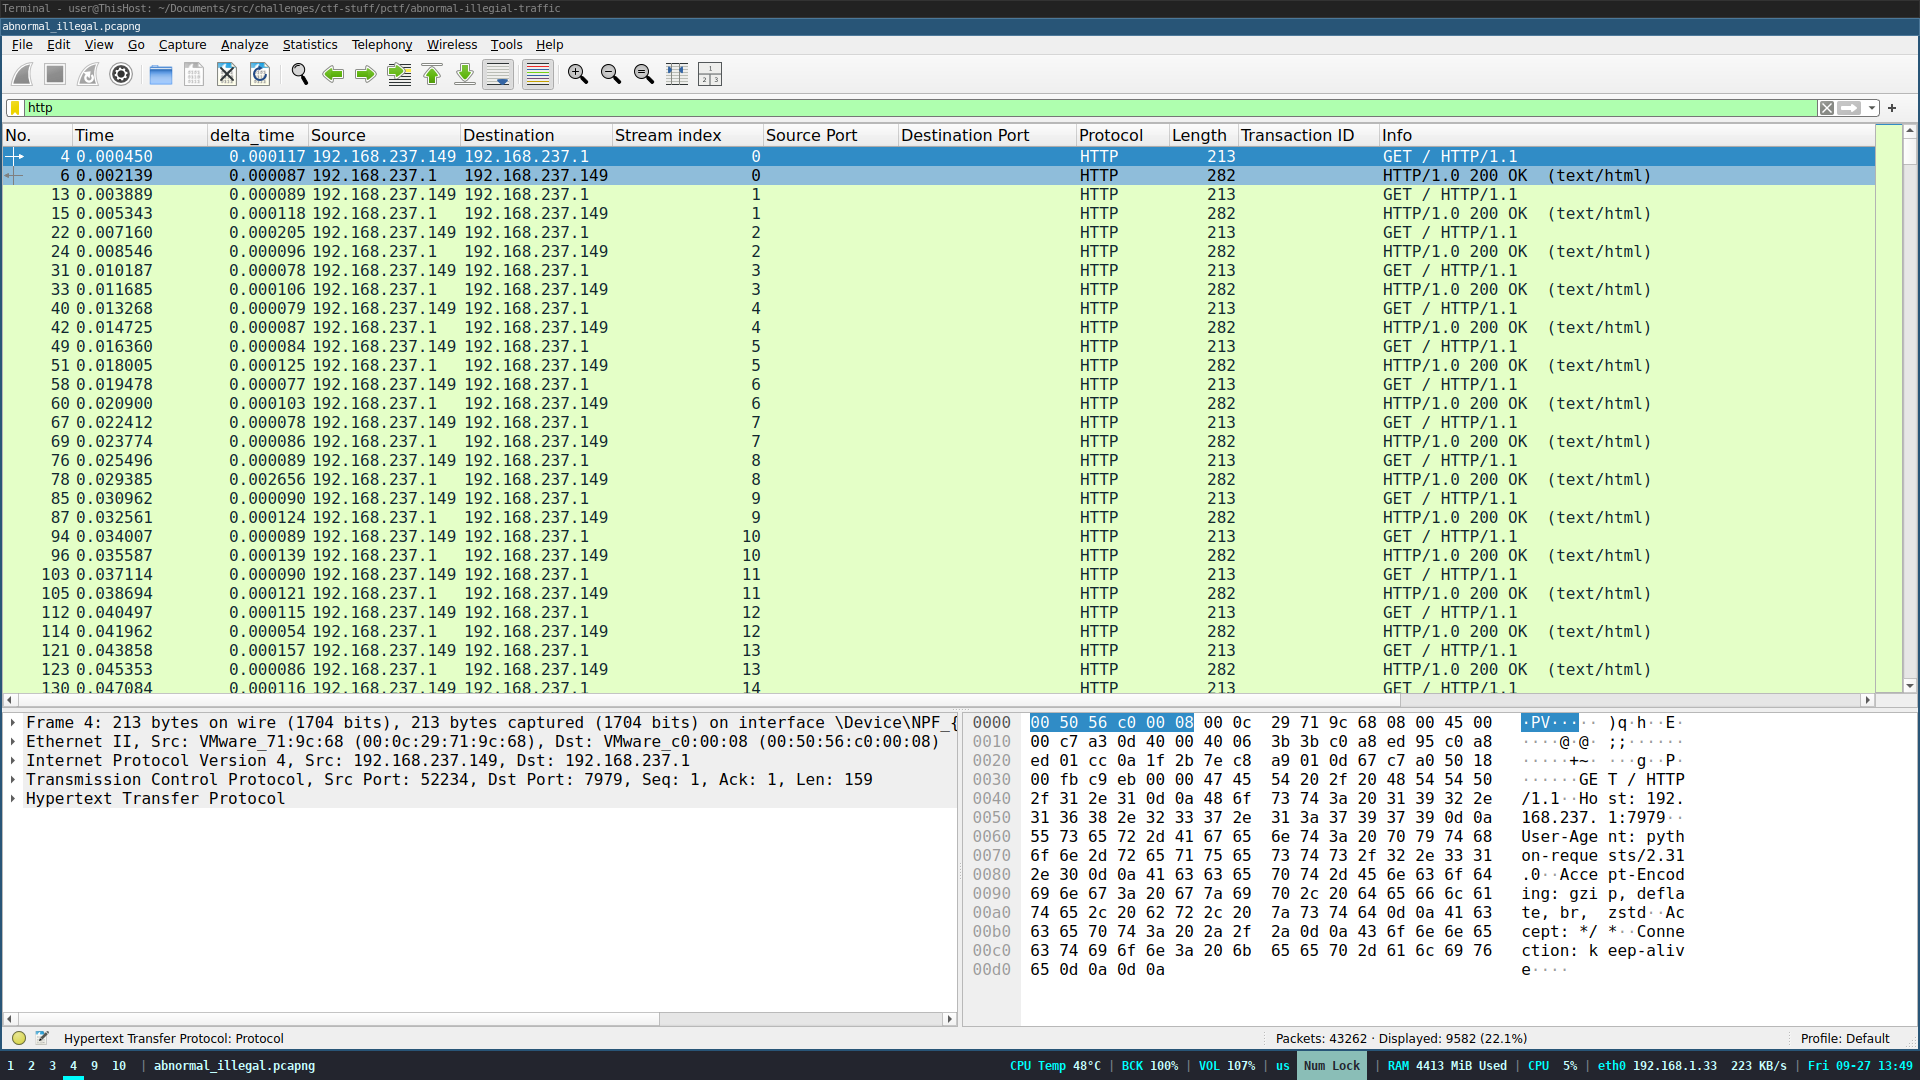 Terminal - user@ThisHost: ~/Documents/src/challenges/ctf-stuff/pctf/abnormal-illegial-traffic
abnormal_illegal.pcapng
File Edit View Go Capture Analyze Statistics Telephony Wireless Tools Help
http
No. Time delta_time Source Destination Stream index Source Port Destination Port Protocol Length Transaction ID Info
4 0.000450 0.000117 192.168.237.149 192.168.237.1 0 HTTP 213 GET / HTTP/1.1
6 0.002139 0.000087 192.168.237.1 192.168.237.149 0 HTTP 282 HTTP/1.0 200 OK (text/html)
13 0.003889 0.000089 192.168.237.149 192.168.237.1 1 HTTP 213 GET / HTTP/1.1
15 0.005343 0.000118 192.168.237.1 192.168.237.149 1 HTTP 282 HTTP/1.0 200 OK (text/html)
22 0.007160 0.000205 192.168.237.149 192.168.237.1 2 HTTP 213 GET / HTTP/1.1
24 0.008546 0.000096 192.168.237.1 192.168.237.149 2 HTTP 282 HTTP/1.0 200 OK (text/html)
31 0.010187 0.000078 192.168.237.149 192.168.237.1 3 HTTP 213 GET / HTTP/1.1
33 0.011685 0.000106 192.168.237.1 192.168.237.149 3 HTTP 282 HTTP/1.0 200 OK (text/html)
40 0.013268 0.000079 192.168.237.149 192.168.237.1 4 HTTP 213 GET / HTTP/1.1
42 0.014725 0.000087 192.168.237.1 192.168.237.149 4 HTTP 282 HTTP/1.0 200 OK (text/html)
49 0.016360 0.000084 192.168.237.149 192.168.237.1 5 HTTP 213 GET / HTTP/1.1
51 0.018005 0.000125 192.168.237.1 192.168.237.149 5 HTTP 282 HTTP/1.0 200 OK (text/html)
58 0.019478 0.000077 192.168.237.149 192.168.237.1 6 HTTP 213 GET / HTTP/1.1
60 0.020900 0.000103 192.168.237.1 192.168.237.149 6 HTTP 282 HTTP/1.0 200 OK (text/html)
67 0.022412 0.000078 192.168.237.149 192.168.237.1 7 HTTP 213 GET / HTTP/1.1
69 0.023774 0.000086 192.168.237.1 192.168.237.149 7 HTTP 282 HTTP/1.0 200 OK (text/html)
76 0.025496 0.000089 192.168.237.149 192.168.237.1 8 HTTP 213 GET / HTTP/1.1
78 0.029385 0.002656 192.168.237.1 192.168.237.149 8 HTTP 282 HTTP/1.0 200 OK (text/html)
85 0.030962 0.000090 192.168.237.149 192.168.237.1 9 HTTP 213 GET / HTTP/1.1
87 0.032561 0.000124 192.168.237.1 192.168.237.149 9 HTTP 282 HTTP/1.0 200 OK (text/html)
94 0.034007 0.000089 192.168.237.149 192.168.237.1 10 HTTP 213 GET / HTTP/1.1
96 0.035587 0.000139 192.168.237.1 192.168.237.149 10 HTTP 282 HTTP/1.0 200 OK (text/html)
103 0.037114 0.000090 192.168.237.149 192.168.237.1 11 HTTP 213 GET / HTTP/1.1
105 0.038694 0.000121 192.168.237.1 192.168.237.149 11 HTTP 282 HTTP/1.0 200 OK (text/html)
112 0.040497 0.000115 192.168.237.149 192.168.237.1 12 HTTP 213 GET / HTTP/1.1
114 0.041962 0.000054 192.168.237.1 192.168.237.149 12 HTTP 282 HTTP/1.0 200 OK (text/html)
121 0.043858 0.000157 192.168.237.149 192.168.237.1 13 HTTP 213 GET / HTTP/1.1
123 0.045353 0.000086 192.168.237.1 192.168.237.149 13 HTTP 282 HTTP/1.0 200 OK (text/html)
130 0.047084 0.000116 192.168.237.149 192.168.237.1 14 HTTP 213 GET / HTTP/1.1
Frame 4: 213 bytes on wire (1704 bits), 213 bytes captured (1704 bits) on interface \Device\NPF_{
Ethernet II, Src: VMware_71:9c:68 (00:0c:29:71:9c:68), Dst: VMware_c0:00:08 (00:50:56:c0:00:08)
Internet Protocol Version 4, Src: 192.168.237.149, Dst: 192.168.237.1
Transmission Control Protocol, Src Port: 52234, Dst Port: 7979, Seq: 1, Ack: 1, Len: 159
Hypertext Transfer Protocol
0000 00 50 56 c0 00 08 00 0c 29 71 9c 68 08 00 45 00 ·PV····· )q·h··E·
0010 00 c7 a3 0d 40 00 40 06 3b 3b c0 a8 ed 95 c0 a8 ····@·@· ;;······
0020 ed 01 cc 0a 1f 2b 7e c8 a9 01 0d 67 c7 a0 50 18 ·····+~· ···g··P·
0030 00 fb c9 eb 00 00 47 45 54 20 2f 20 48 54 54 50 ······GE T / HTTP
0040 2f 31 2e 31 0d 0a 48 6f 73 74 3a 20 31 39 32 2e /1.1··Ho st: 192.
0050 31 36 38 2e 32 33 37 2e 31 3a 37 39 37 39 0d 0a 168.237. 1:7979··
0060 55 73 65 72 2d 41 67 65 6e 74 3a 20 70 79 74 68 User-Age nt: pyth
0070 6f 6e 2d 72 65 71 75 65 73 74 73 2f 32 2e 33 31 on-reque sts/2.31
0080 2e 30 0d 0a 41 63 63 65 70 74 2d 45 6e 63 6f 64 .0··Acce pt-Encod
0090 69 6e 67 3a 20 67 7a 69 70 2c 20 64 65 66 6c 61 ing: gzi p, defla
00a0 74 65 2c 20 62 72 2c 20 7a 73 74 64 0d 0a 41 63 te, br,  zstd··Ac
00b0 63 65 70 74 3a 20 2a 2f 2a 0d 0a 43 6f 6e 6e 65 cept: */ *··Conne
00c0 63 74 69 6f 6e 3a 20 6b 65 65 70 2d 61 6c 69 76 ction: k eep-aliv
00d0 65 0d 0a 0d 0a e····
Hypertext Transfer Protocol: Protocol Packets: 43262 · Displayed: 9582 (22.1%) Profile: Default
1 2 3 4 9 10 | abnormal_illegal.pcapng CPU Temp 48°C | BCK 100% | VOL 107% | us Num Lock | RAM 4413 MiB Used | CPU 5% | eth0 192.168.1.33 223 KB/s | Fri 09-27 13:49